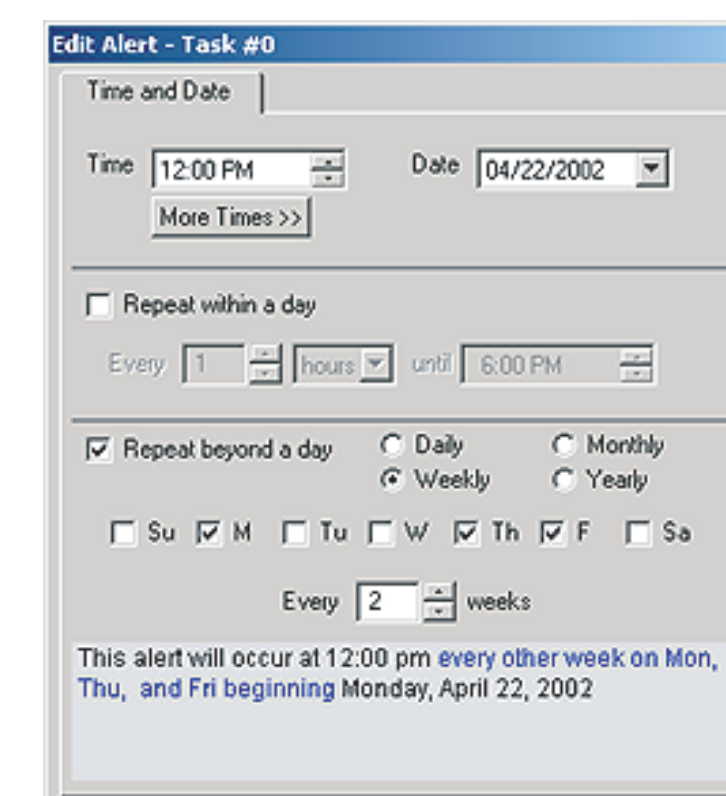 Edit Alert - Task #0
Time and Date
Time 12:00 PM Date 04/22/2002
More Times >>
Repeat within a day
Every 1 hours until 6:00 PM
Repeat beyond a day Daily Monthly
Weekly Yearly
Su M Tu W Th F Sa
Every 2 weeks
This alert will occur at 12:00 pm every other week on Mon,
Thu, and Fri beginning Monday, April 22, 2002